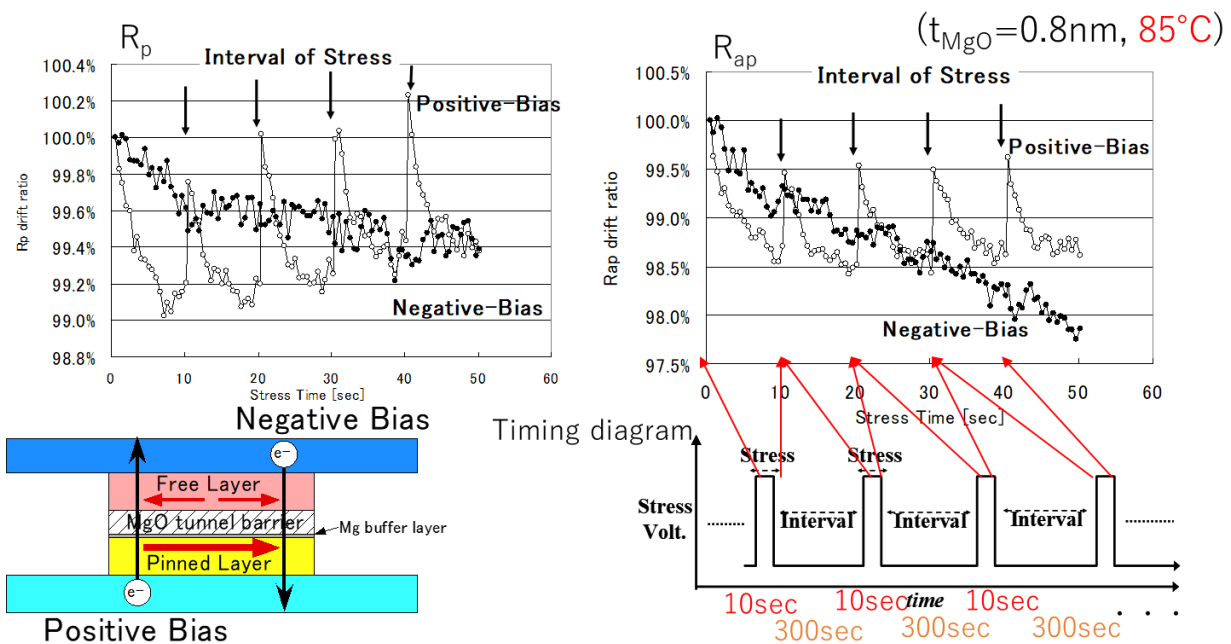 (tMgO=0.8nm, 85°C)
Rp
Interval of Stress
Positive-Bias
Negative-Bias
Rp drift ratio
100.4%
100.2%
100.0%
99.8%
99.6%
99.4%
99.2%
99.0%
98.8%
0 10 20 30 40 50 60
Stress Time [sec]
Rap
Interval of Stress
Positive-Bias
Negative-Bias
Rap drift ratio
100.5%
100.0%
99.5%
99.0%
98.5%
98.0%
97.5%
0 10 20 30 40 50 60
Stress Time [sec]
Negative Bias
e−
e−
Free Layer
MgO tunnel barrier
Mg buffer layer
Pinned Layer
Positive Bias
Timing diagram
Stress Stress
Stress
Volt.
........ Interval Interval Interval ........
time
10sec 10sec 10sec
300sec 300sec 300sec . . .